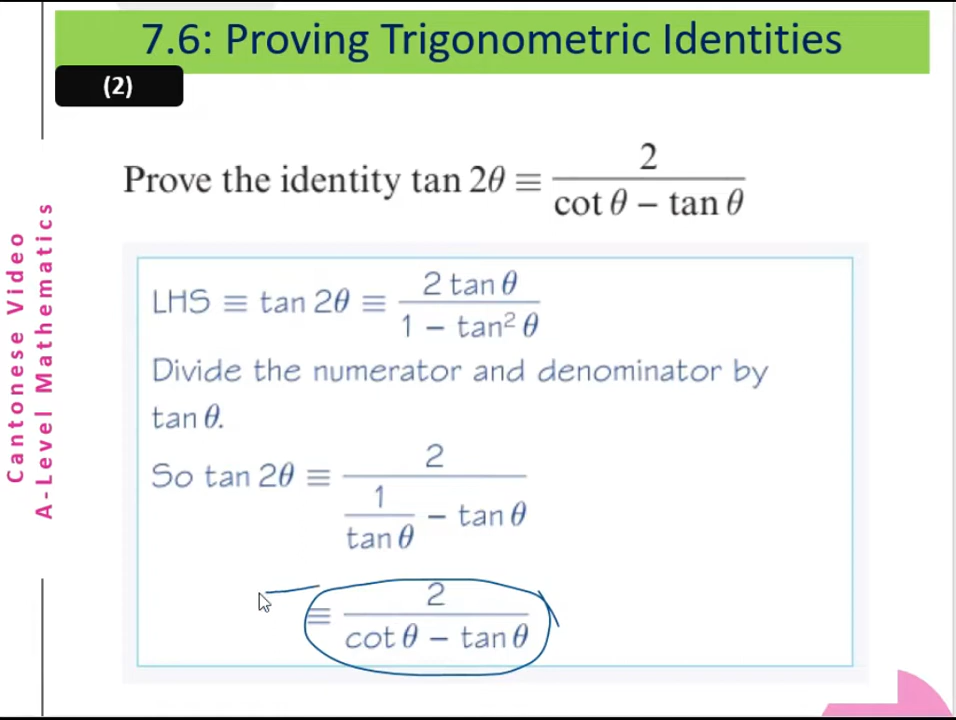 7.6: Proving Trigonometric Identities
(2)
Cantonese Video
A-Level Mathematics
Prove the identity tan 2θ ≡ 2 / (cot θ − tan θ)
LHS ≡ tan 2θ ≡ 2 tan θ / (1 − tan² θ)
Divide the numerator and denominator by
tan θ.
So tan 2θ ≡ 2 / (1 / tan θ − tan θ)
≡ 2 / (cot θ − tan θ)